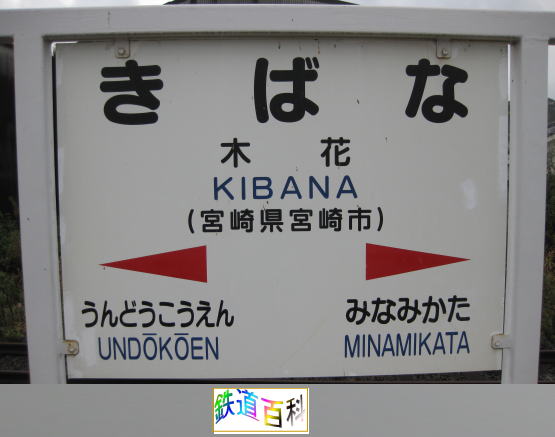 きばな
木花
KIBANA
(宮崎県宮崎市)
うんどうこうえん みなみかた
UNDŌKŌEN MINAMIKATA
鉄道百科